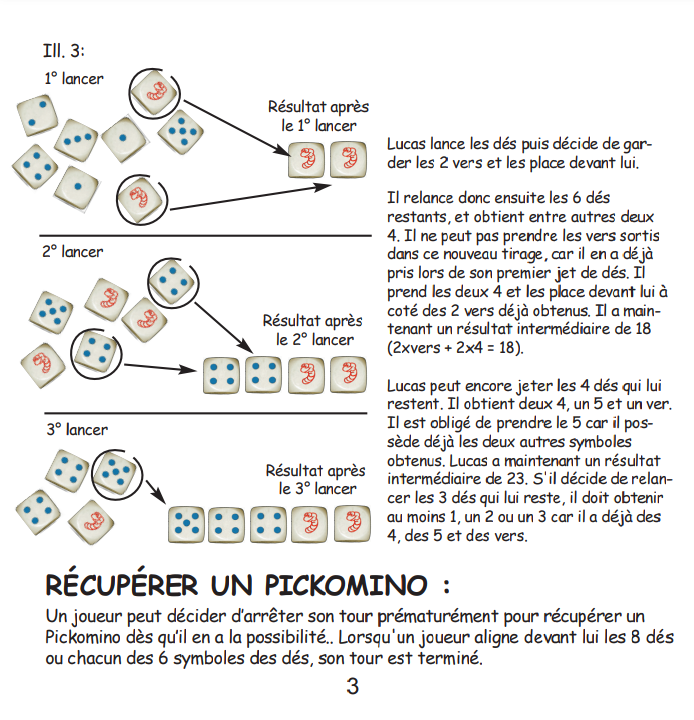 Ill. 3:
1° lancer
Résultat après
le 1° lancer
Lucas lance les dés puis décide de gar-
der les 2 vers et les place devant lui.
Il relance donc ensuite les 6 dés
restants, et obtient entre autres deux
4. Il ne peut pas prendre les vers sortis
dans ce nouveau tirage, car il en a déjà
pris lors de son premier jet de dés. Il
prend les deux 4 et les place devant lui à
coté des 2 vers déjà obtenus. Il a main-
tenant un résultat intermédiaire de 18
(2xvers + 2x4 = 18).
2° lancer
Résultat après
le 2° lancer
Lucas peut encore jeter les 4 dés qui lui
restent. Il obtient deux 4, un 5 et un ver.
Il est obligé de prendre le 5 car il pos-
sède déjà les deux autres symboles
obtenus. Lucas a maintenant un résultat
intermédiaire de 23. S'il décide de relan-
cer les 3 dés qui lui reste, il doit obtenir
au moins 1, un 2 ou un 3 car il a déjà des
4, des 5 et des vers.
3° lancer
Résultat après
le 3° lancer
RÉCUPÉRER UN PICKOMINO :
Un joueur peut décider d'arrêter son tour prématurément pour récupérer un
Pickomino dès qu'il en a la possibilité.. Lorsqu'un joueur aligne devant lui les 8 dés
ou chacun des 6 symboles des dés, son tour est terminé.
3